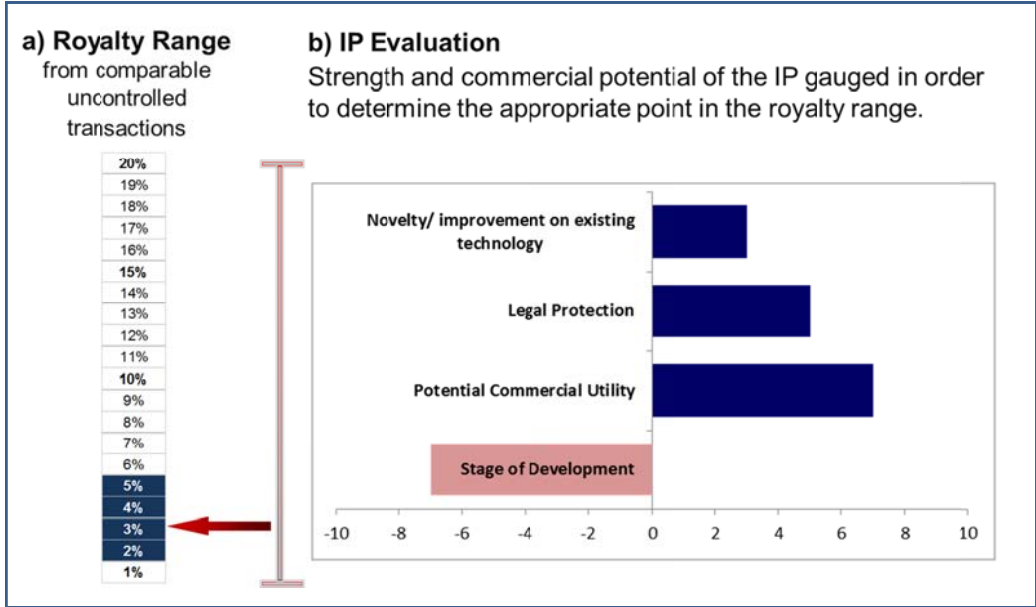 a) Royalty Range
from comparable
uncontrolled
transactions
20%
19%
18%
17%
16%
15%
14%
13%
12%
11%
10%
9%
8%
7%
6%
5%
4%
3%
2%
1%
b) IP Evaluation
Strength and commercial potential of the IP gauged in order
to determine the appropriate point in the royalty range.
Novelty/ improvement on existing
technology
Legal Protection
Potential Commercial Utility
Stage of Development
-10 -8 -6 -4 -2 0 2 4 6 8 10